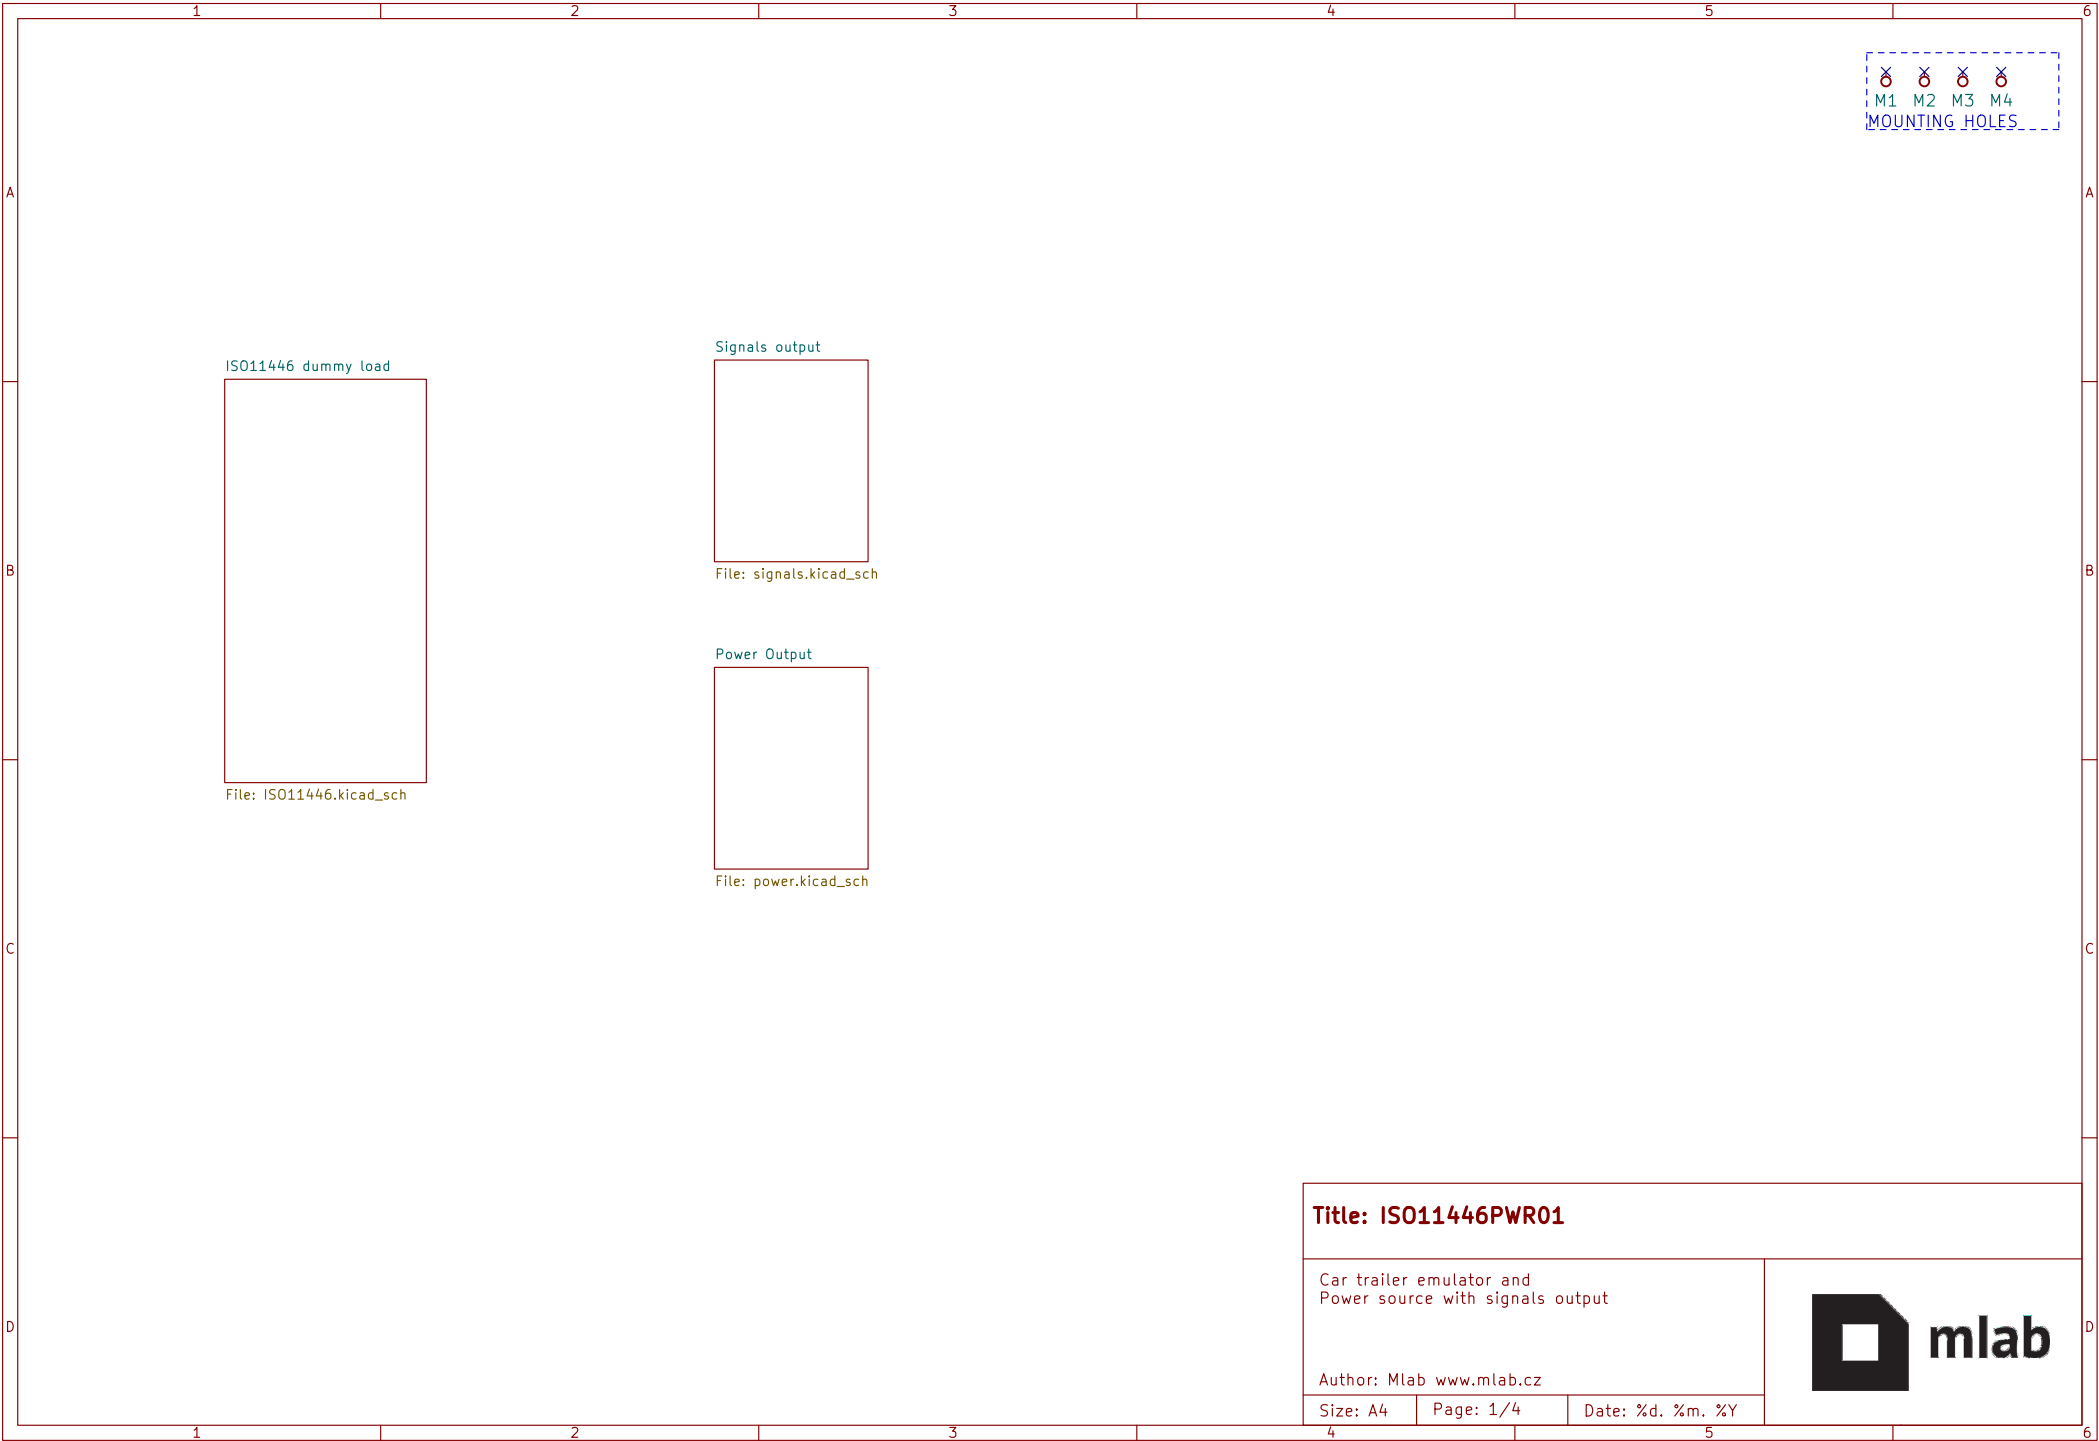 1 2 3 4 5 6
M1 M2 M3 M4
MOUNTING HOLES
A A
Signals output
ISO11446 dummy load
B B
File: signals.kicad_sch
Power Output
File: ISO11446.kicad_sch
File: power.kicad_sch
C C
Title: ISO11446PWR01
Car trailer emulator and
Power source with signals output
D D
mlab
Author: Mlab www.mlab.cz
Size: A4 Page: 1/4 Date: %d. %m. %Y
1 2 3 4 5 6